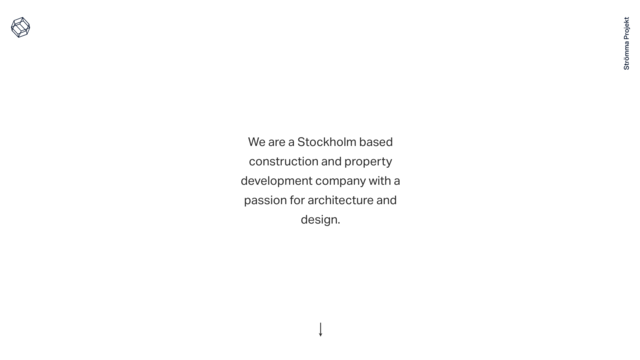 Strömma Projekt
We are a Stockholm based
construction and property
development company with a
passion for architecture and
design.